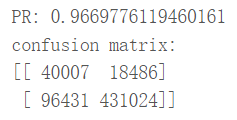 PR: 0.9669776119460161
confusion matrix:
[[ 40007  18486]
 [ 96431 431024]]